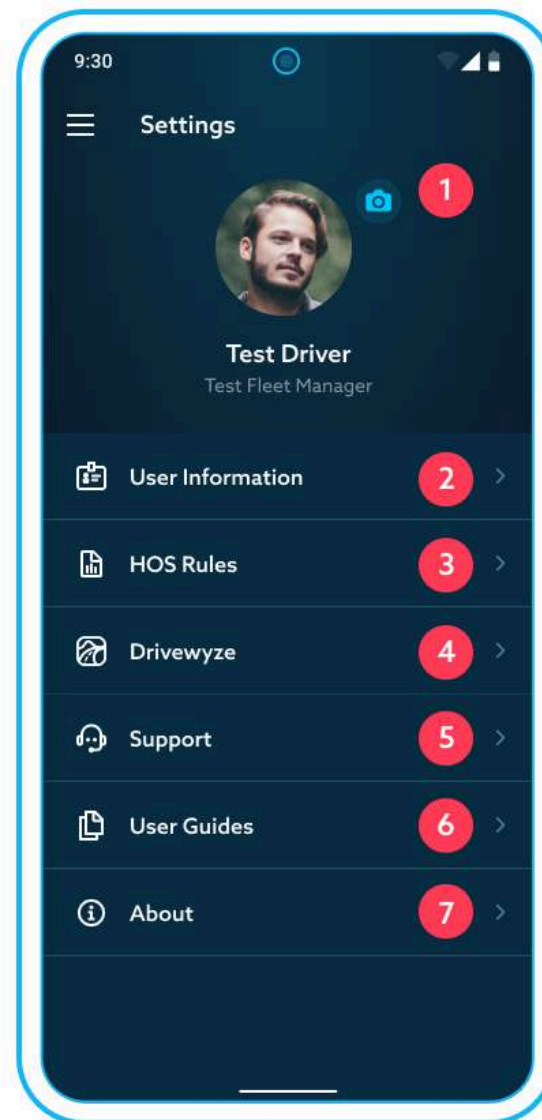 9:30
Settings
1
Test Driver
Test Fleet Manager
User Information 2
HOS Rules 3
Drivewyze 4
Support 5
User Guides 6
About 7